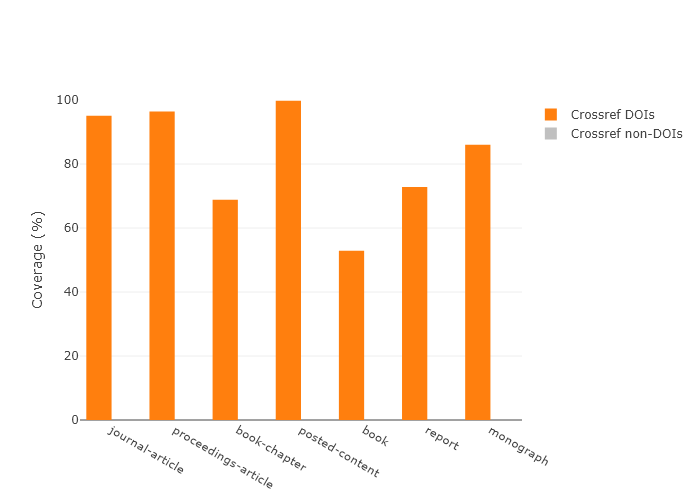 100
80
60
40
20
0
Coverage (%)
journal-article
proceedings-article
book-chapter
posted-content
book
report
monograph
Crossref DOIs
Crossref non-DOIs